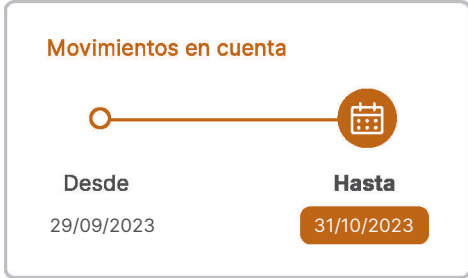 Movimientos en cuenta
Desde
Hasta
29/09/2023
31/10/2023